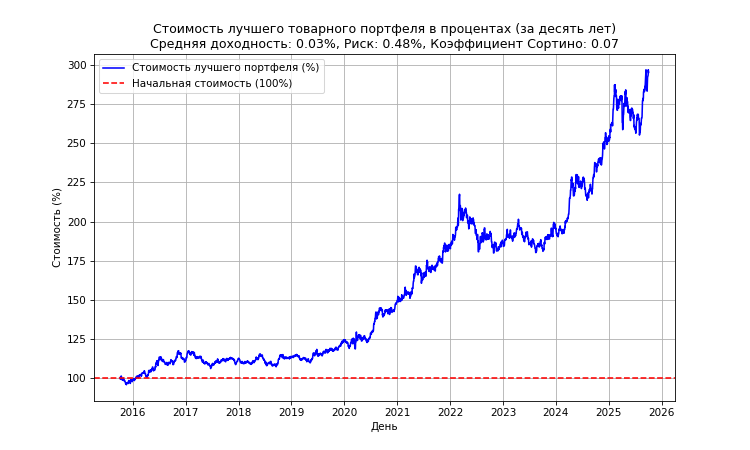 Стоимость лучшего товарного портфеля в процентах (за десять лет)
Средняя доходность: 0.03%, Риск: 0.48%, Коэффициент Сортино: 0.07
Стоимость лучшего портфеля (%)
Начальная стоимость (100%)
Стоимость (%)
300
275
250
225
200
175
150
125
100
2016 2017 2018 2019 2020 2021 2022 2023 2024 2025 2026
День